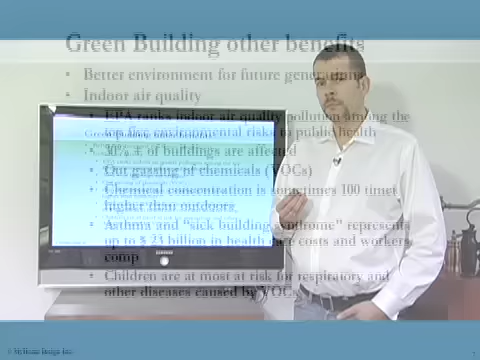 Green Building other benefits
• Better environment for future generations
• Indoor air quality
• EPA ranks indoor air quality pollution among the
top five environmental risks to public health
• 30% + of buildings are affected
• Out gassing of chemicals (VOCs)
• Chemical concentration is sometimes 100 times
higher than outdoors
• Asthma and "sick building syndrome" represents
up to $ 23 billion in health care costs and workers
comp
• Children are at most at risk for respiratory and
other diseases caused by VOCs
SAMSUNG